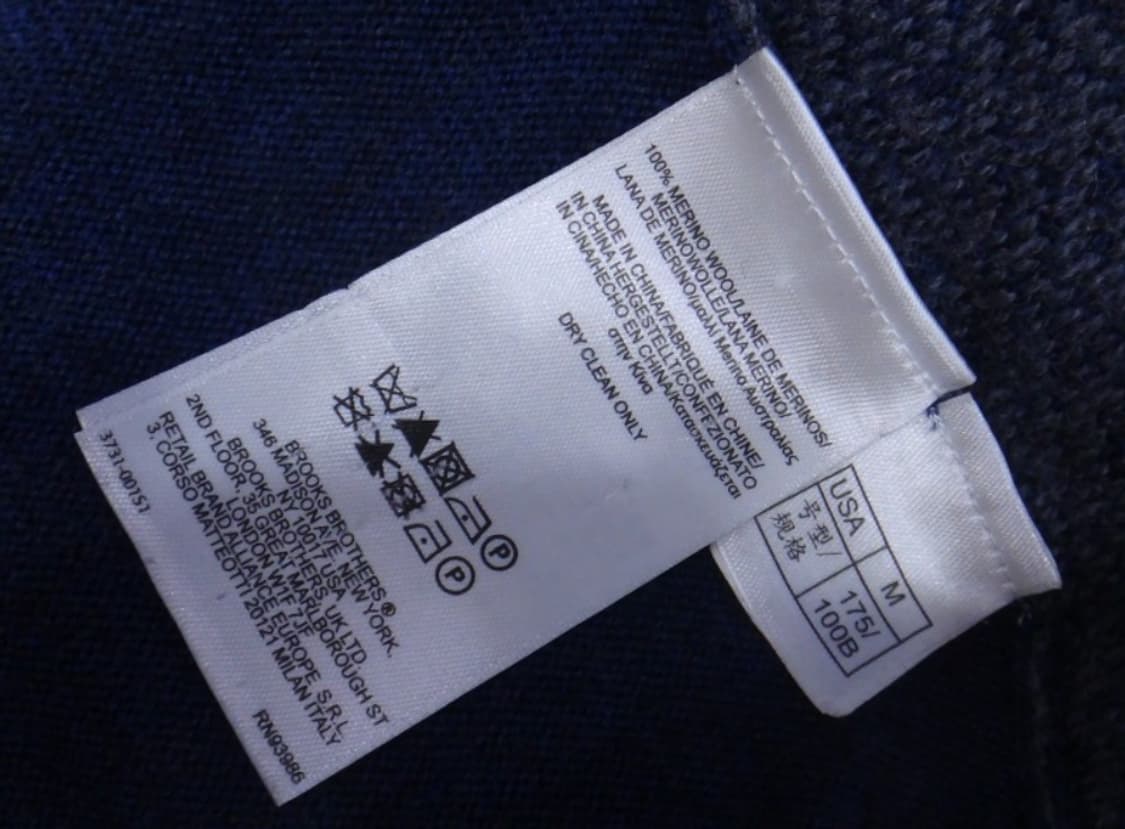 100% MERINO WOOL/LAINE DE MERINOS/
MERINOWOLLE/LANA MERINO/
LANA DE MERINO/μαλλί Merino Αυστραλίας
MADE IN CHINA/FABRIQUÉ EN CHINE/
IN CHINA HERGESTELLT/CONFEZIONATO
IN CINA/HECHO EN CHINA/Κατασκευάζεται
στην Κίνα
DRY CLEAN ONLY
P
P
BROOKS BROTHERS®
346 MADISON AVE NEW YORK.
NY 10017 USA
BROOKS BROTHERS, UK LTD.
2ND FLOOR, 35 GREAT MARLBOROUGH ST
LONDON W1F 7JF
RETAIL BRAND ALLIANCE EUROPE, S.R.L
3, CORSO MATTEOTTI 20121 MILAN ITALY
3731-00151
RN93986
USA M
号型/ 175/
规格 100B